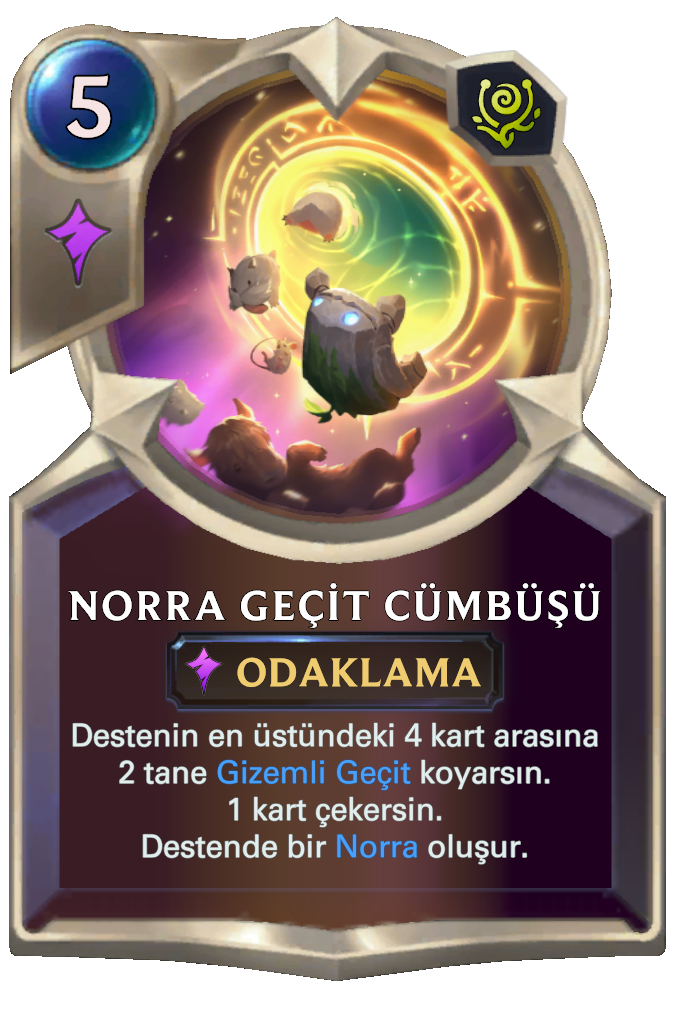 5
NORRA GEÇİT CÜMBÜŞÜ
ODAKLAMA
Destenin en üstündeki 4 kart arasına
2 tane Gizemli Geçit koyarsın.
1 kart çekersin.
Destende bir Norra oluşur.